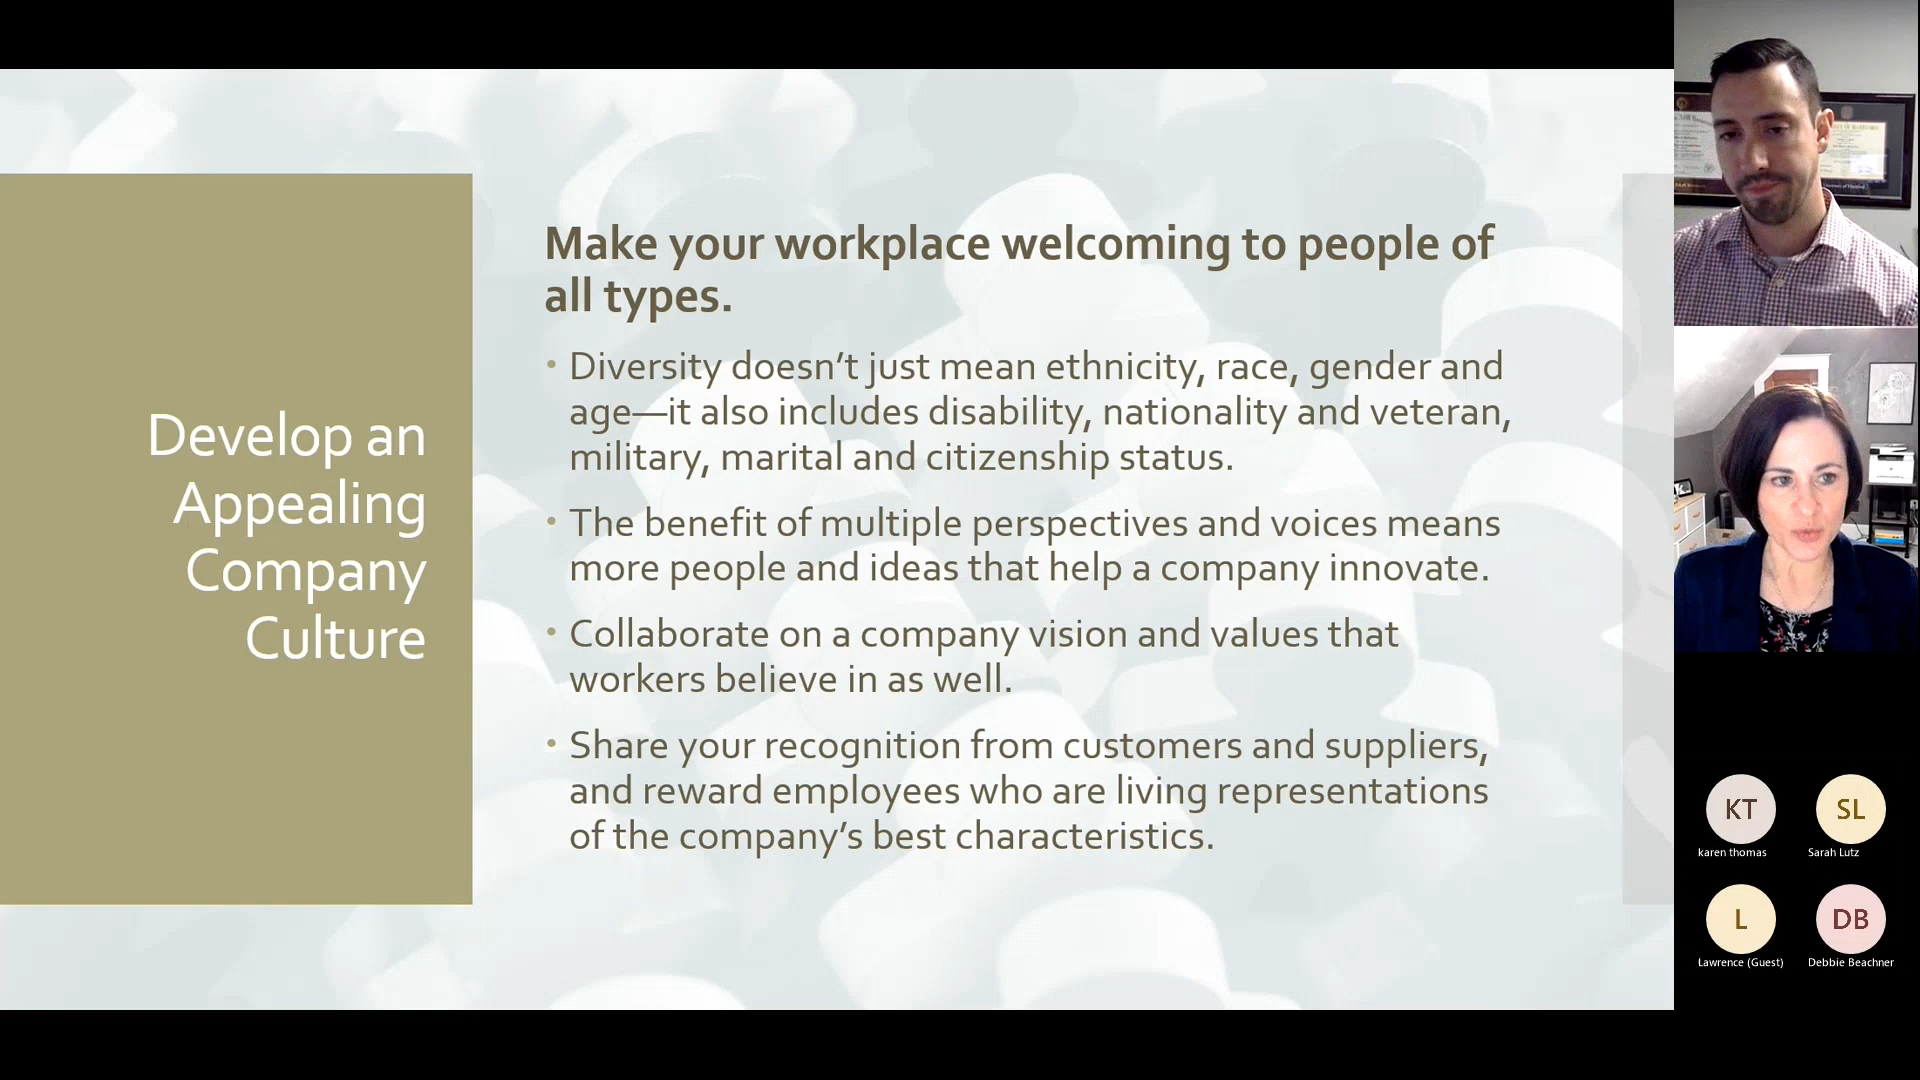 Develop an
Appealing
Company
Culture
Make your workplace welcoming to people of
all types.
• Diversity doesn’t just mean ethnicity, race, gender and
age—it also includes disability, nationality and veteran,
military, marital and citizenship status.
• The benefit of multiple perspectives and voices means
more people and ideas that help a company innovate.
• Collaborate on a company vision and values that
workers believe in as well.
• Share your recognition from customers and suppliers,
and reward employees who are living representations
of the company’s best characteristics.
KT
karen thomas
SL
Sarah Lutz
L
Lawrence (Guest)
DB
Debbie Beachner